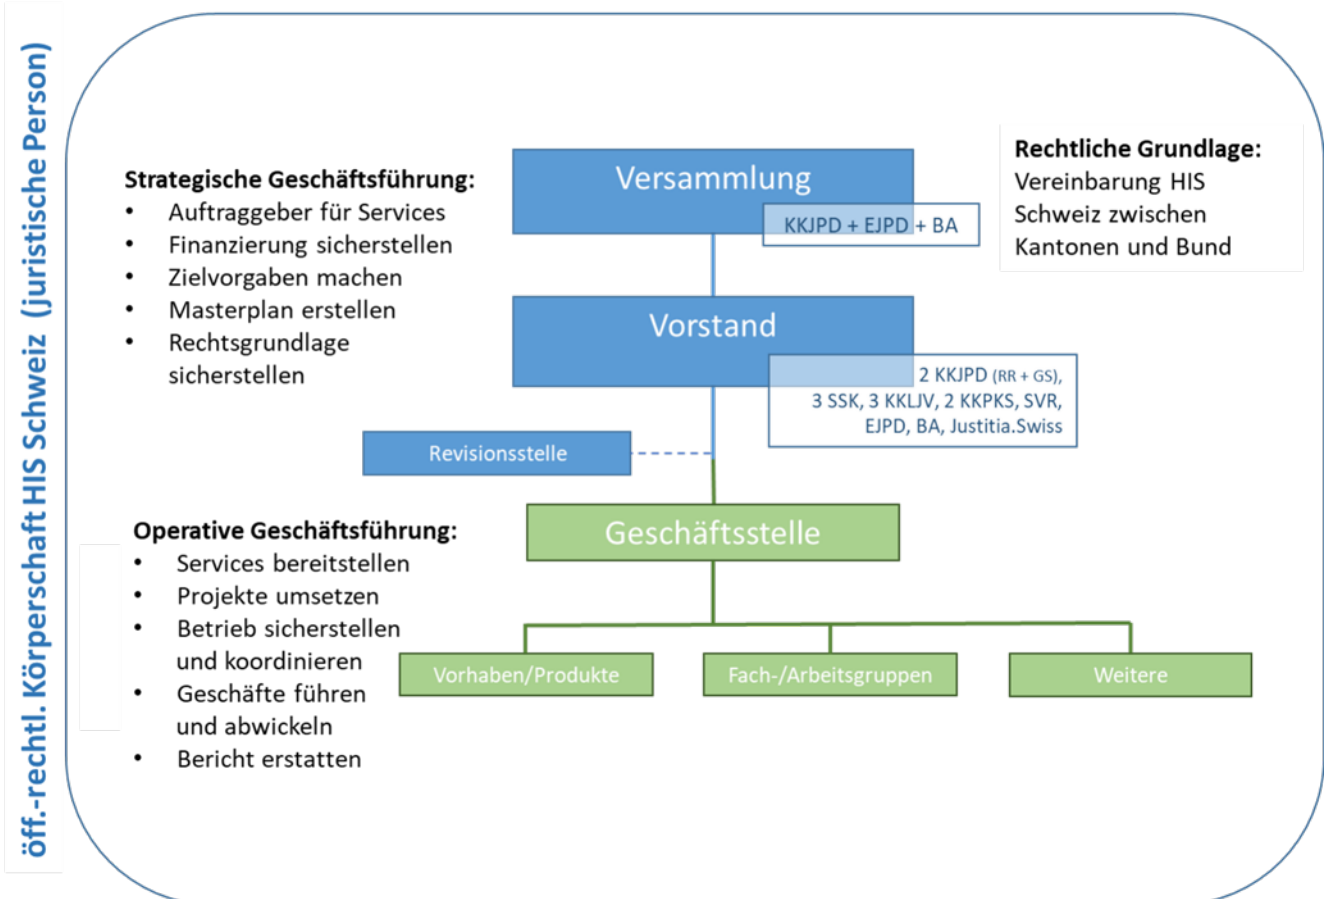 öff.-rechtl. Körperschaft HIS Schweiz (juristische Person)
Versammlung
KKJPD + EJPD + BA
Rechtliche Grundlage:
Vereinbarung HIS
Schweiz zwischen
Kantonen und Bund
Strategische Geschäftsführung:
• Auftraggeber für Services
• Finanzierung sicherstellen
• Zielvorgaben machen
• Masterplan erstellen
• Rechtsgrundlage
sicherstellen
Vorstand
2 KKJPD (RR + GS),
3 SSK, 3 KKLJV, 2 KKPKS, SVR,
EJPD, BA, Justitia.Swiss
Revisionsstelle
Operative Geschäftsführung:
• Services bereitstellen
• Projekte umsetzen
• Betrieb sicherstellen
und koordinieren
• Geschäfte führen
und abwickeln
• Bericht erstatten
Geschäftsstelle
Vorhaben/Produkte
Fach-/Arbeitsgruppen
Weitere